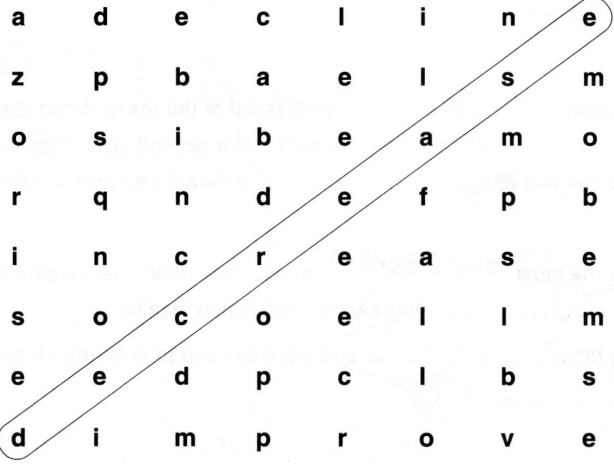 a d e c l i n e
z p b a e l s m
o s i b e a m o
r q n d e f p b
i n c r e a s e
s o c o e l l m
e e d p c l b s
d i m p r o v e